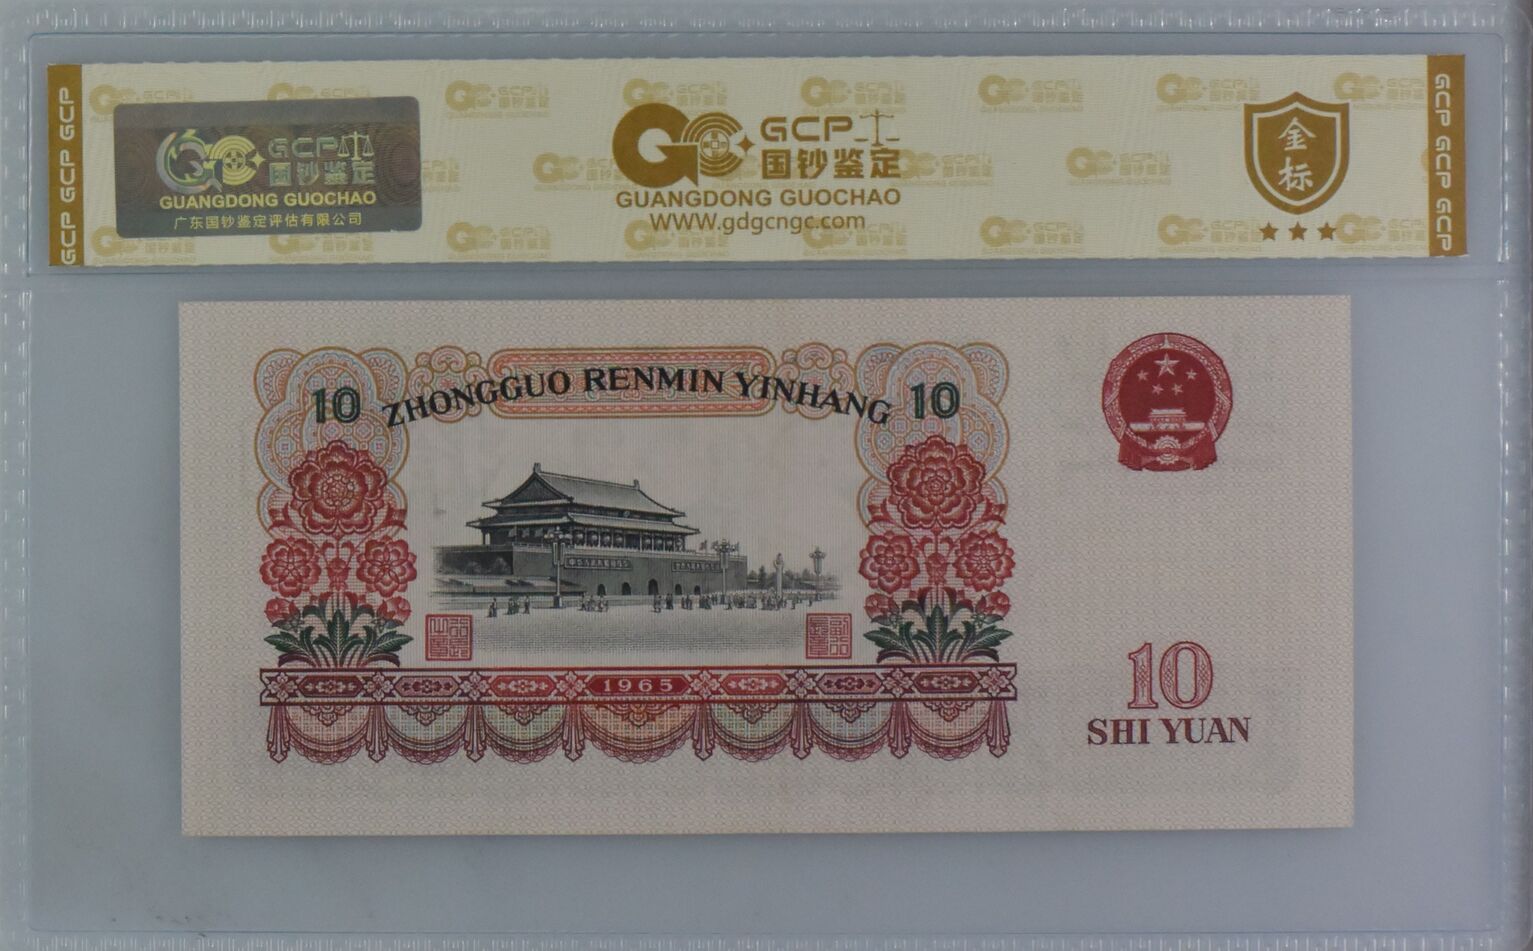 GCP GCP GCP
GCP
国钞鉴定
GUANGDONG GUOCHAO
广东国钞鉴定评估有限公司
GCP
国钞鉴定
GUANGDONG GUOCHAO
WWW.gdgcngc.com
金标
GCP GCP GCP
ZHONGGUO RENMIN YINHANG
10
10
1965
10
SHI YUAN